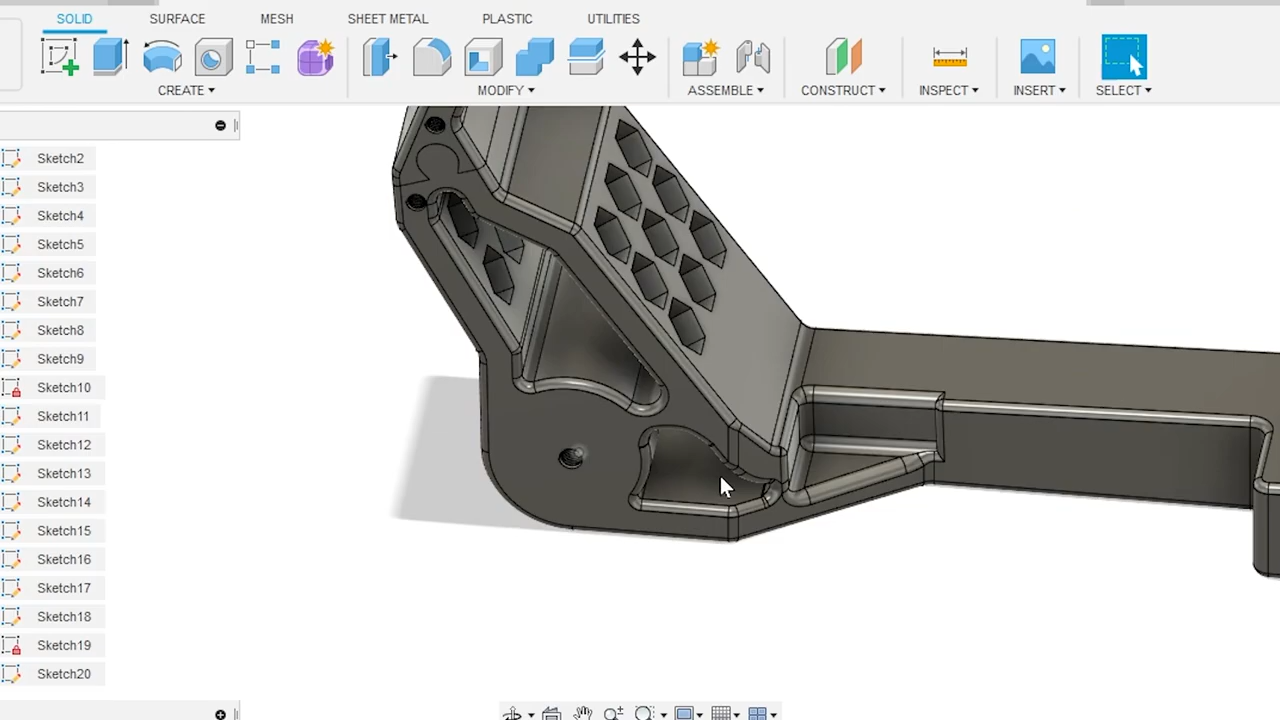 SOLID SURFACE MESH SHEET METAL PLASTIC UTILITIES
CREATE MODIFY ASSEMBLE CONSTRUCT INSPECT INSERT SELECT
Sketch2
Sketch3
Sketch4
Sketch5
Sketch6
Sketch7
Sketch8
Sketch9
Sketch10
Sketch11
Sketch12
Sketch13
Sketch14
Sketch15
Sketch16
Sketch17
Sketch18
Sketch19
Sketch20